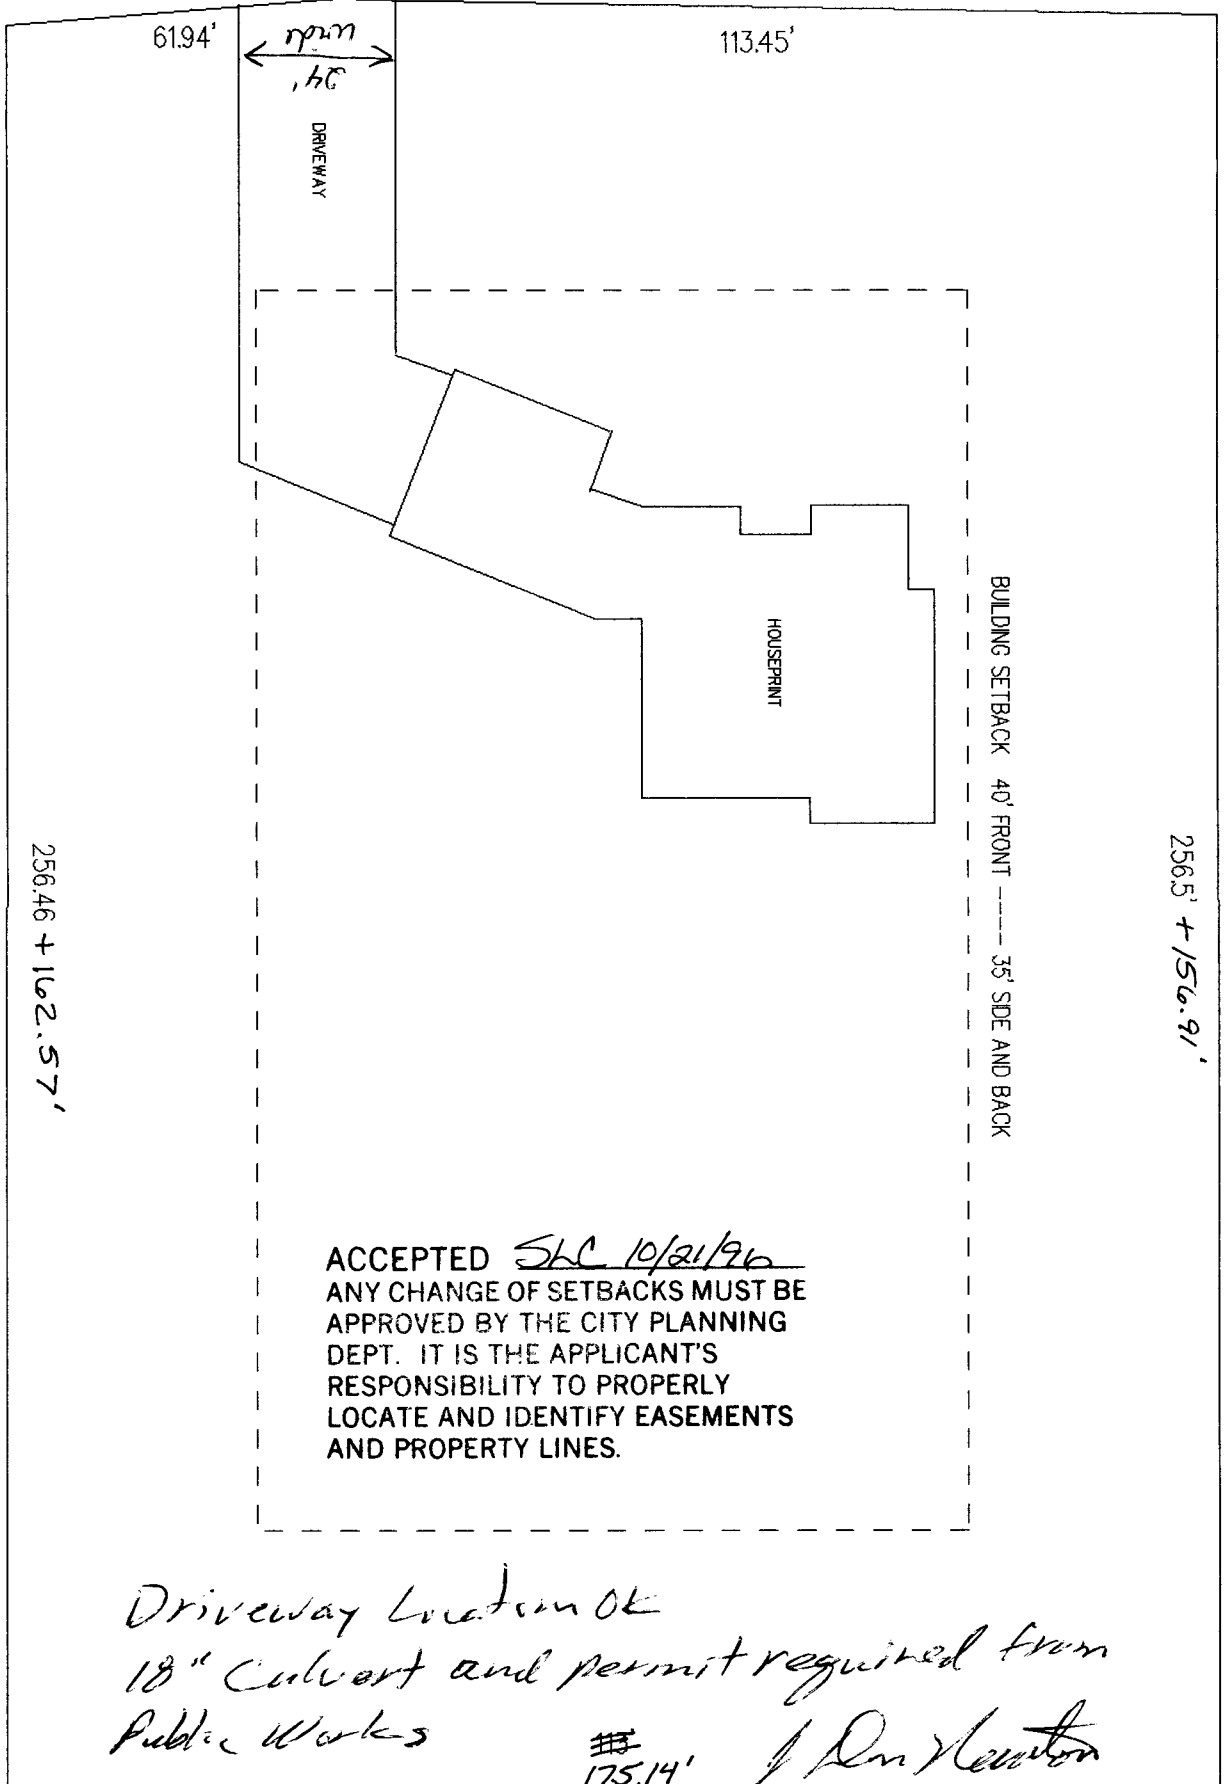 61.94'
24'
wide
113.45'
DRIVEWAY
HOUSEPRINT
BUILDING SETBACK 40' FRONT ---- 35' SIDE AND BACK
256.5' + 156.91'
256.46 + 162.57'
ACCEPTED SLC 10/21/96
ANY CHANGE OF SETBACKS MUST BE
APPROVED BY THE CITY PLANNING
DEPT. IT IS THE APPLICANT'S
RESPONSIBILITY TO PROPERLY
LOCATE AND IDENTIFY EASEMENTS
AND PROPERTY LINES.
Driveway Location OK
18" Culvert and permit required from
Public Works
175.14'
J Don Newton